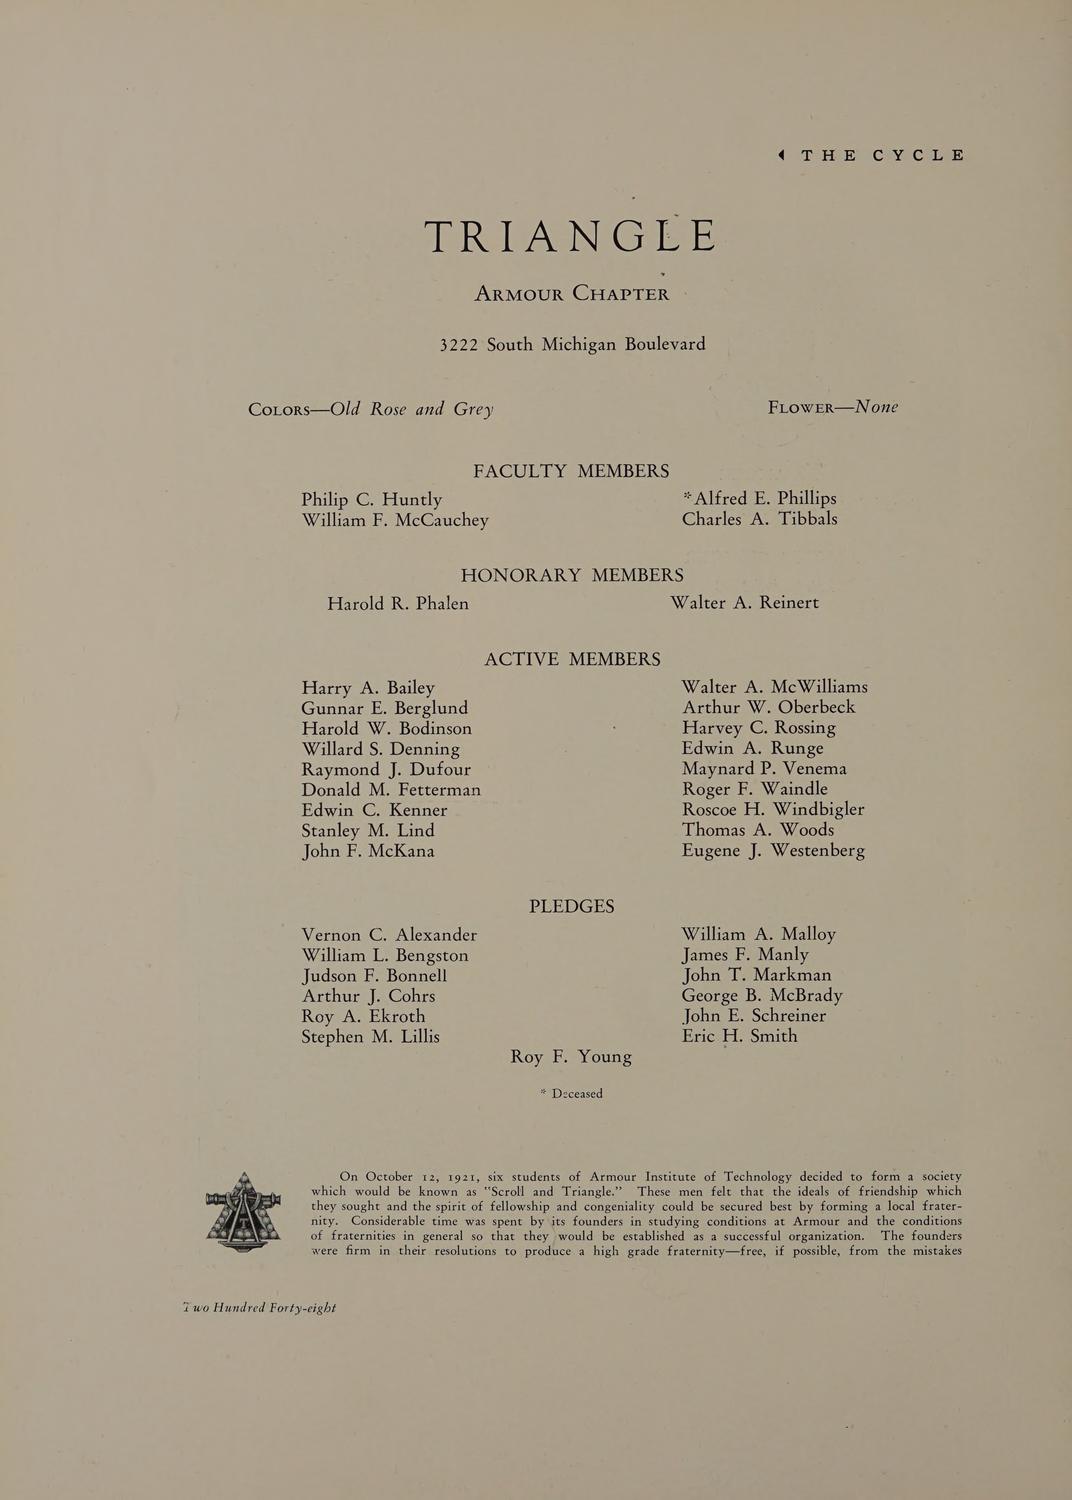 THE CYCLE
TRIANGLE
ARMOUR CHAPTER
3222 South Michigan Boulevard
COLORS—Old Rose and Grey FLOWER—None
FACULTY MEMBERS
Philip C. Huntly *Alfred E. Phillips
William F. McCauchey Charles A. Tibbals
HONORARY MEMBERS
Harold R. Phalen Walter A. Reinert
ACTIVE MEMBERS
Harry A. Bailey Walter A. McWilliams
Gunnar E. Berglund Arthur W. Oberbeck
Harold W. Bodinson Harvey C. Rossing
Willard S. Denning Edwin A. Runge
Raymond J. Dufour Maynard P. Venema
Donald M. Fetterman Roger F. Waindle
Edwin C. Kenner Roscoe H. Windbigler
Stanley M. Lind Thomas A. Woods
John F. McKana Eugene J. Westenberg
PLEDGES
Vernon C. Alexander William A. Malloy
William L. Bengston James F. Manly
Judson F. Bonnell John T. Markman
Arthur J. Cohrs George B. McBrady
Roy A. Ekroth John E. Schreiner
Stephen M. Lillis Eric H. Smith
Roy F. Young
* Deceased
On October 12, 1921, six students of Armour Institute of Technology decided to form a society
which would be known as "Scroll and Triangle." These men felt that the ideals of friendship which
they sought and the spirit of fellowship and congeniality could be secured best by forming a local frater-
nity. Considerable time was spent by its founders in studying conditions at Armour and the conditions
of fraternities in general so that they would be established as a successful organization. The founders
were firm in their resolutions to produce a high grade fraternity—free, if possible, from the mistakes
Two Hundred Forty-eight